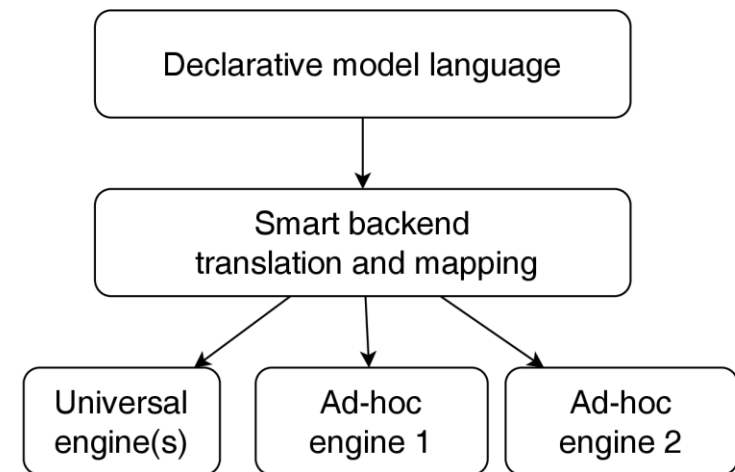 Declarative model language
Smart backend
translation and mapping
Universal
engine(s)
Ad-hoc
engine 1
Ad-hoc
engine 2